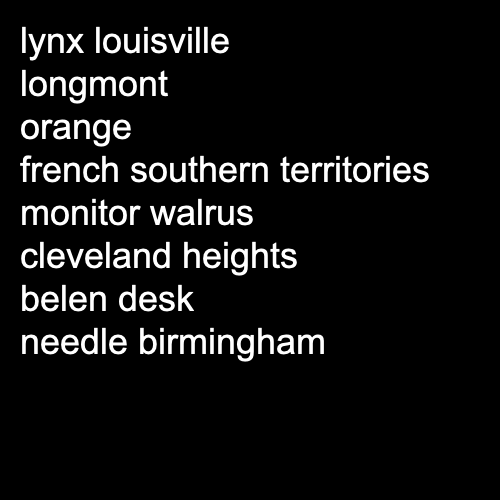 lynx louisville
longmont
orange
french southern territories
monitor walrus
cleveland heights
belen desk
needle birmingham